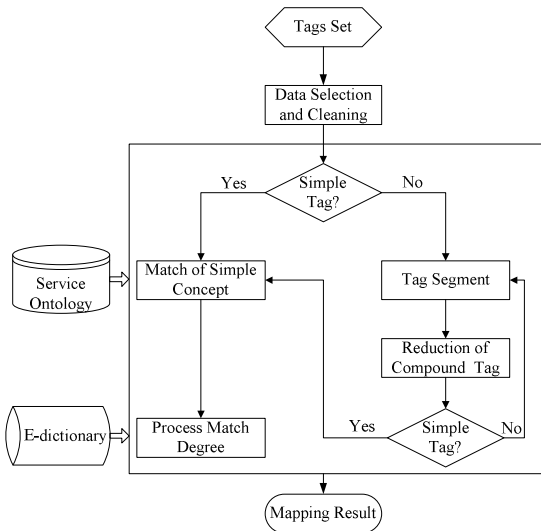 Tags Set
Data Selection
and Cleaning
Simple
Tag?
Yes
No
Service
Ontology
Match of Simple
Concept
Tag Segment
Reduction of
Compound Tag
E-dictionary
Process Match
Degree
Yes
Simple
Tag?
No
Mapping Result